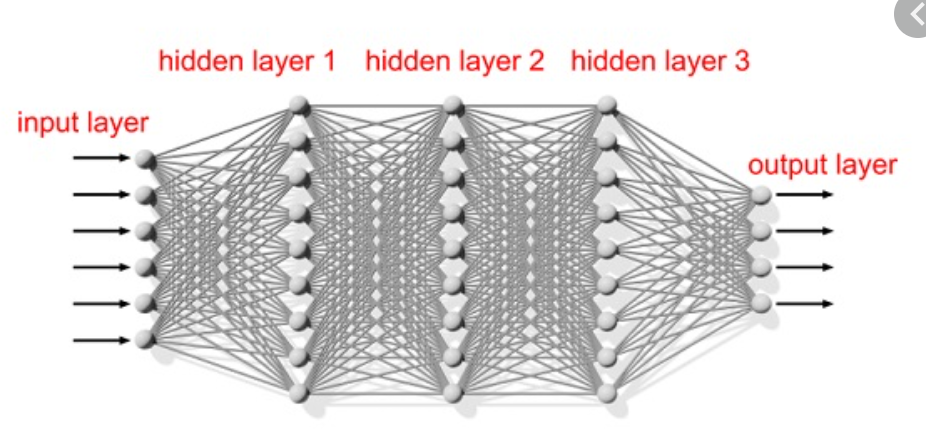 hidden layer 1 hidden layer 2 hidden layer 3
input layer
output layer